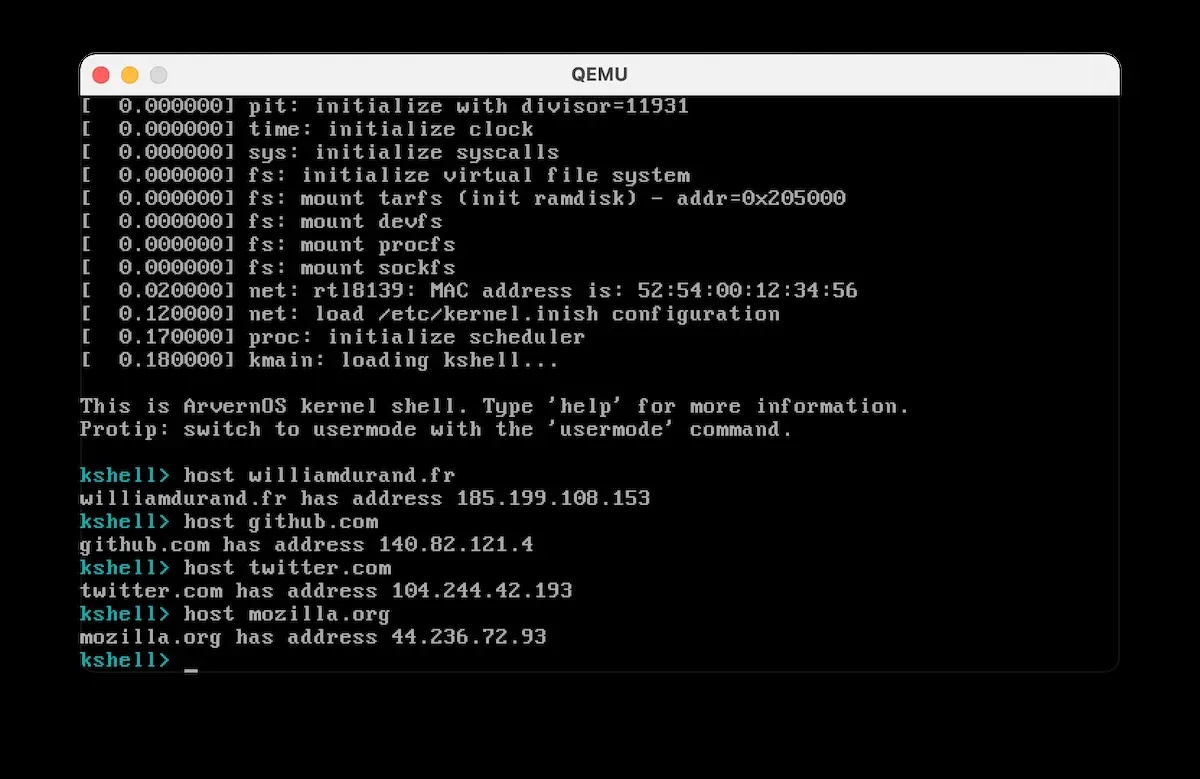 QEMU
[  0.000000] pit: initialize with divisor=11931
[  0.000000] time: initialize clock
[  0.000000] sys: initialize syscalls
[  0.000000] fs: initialize virtual file system
[  0.000000] fs: mount tarfs (init ramdisk) - addr=0x205000
[  0.000000] fs: mount devfs
[  0.000000] fs: mount procfs
[  0.000000] fs: mount sockfs
[  0.020000] net: rtl8139: MAC address is: 52:54:00:12:34:56
[  0.120000] net: load /etc/kernel.inish configuration
[  0.170000] proc: initialize scheduler
[  0.180000] kmain: loading kshell...
This is ArvernOS kernel shell. Type 'help' for more information.
Protip: switch to usermode with the 'usermode' command.
kshell> host williamdurand.fr
williamdurand.fr has address 185.199.108.153
kshell> host github.com
github.com has address 140.82.121.4
kshell> host twitter.com
twitter.com has address 104.244.42.193
kshell> host mozilla.org
mozilla.org has address 44.236.72.93
kshell> _